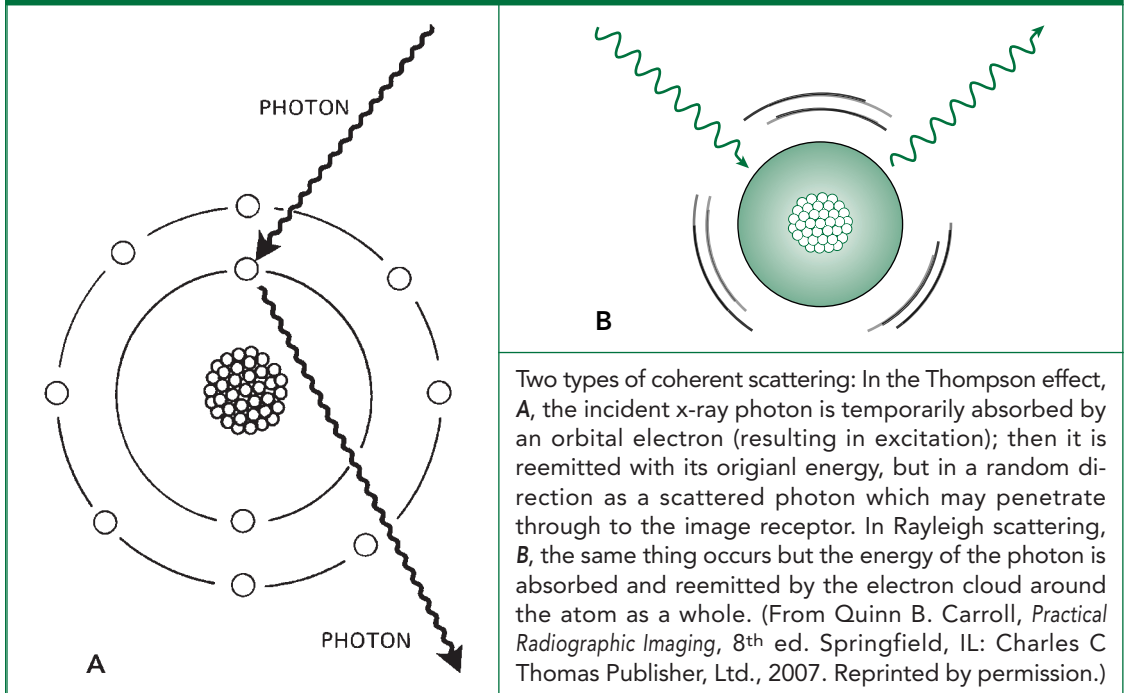 PHOTON
PHOTON
A
B
Two types of coherent scattering: In the Thompson effect,
A, the incident x-ray photon is temporarily absorbed by
an orbital electron (resulting in excitation); then it is
reemitted with its origianl energy, but in a random di-
rection as a scattered photon which may penetrate
through to the image receptor. In Rayleigh scattering,
B, the same thing occurs but the energy of the photon is
absorbed and reemitted by the electron cloud around
the atom as a whole. (From Quinn B. Carroll, Practical
Radiographic Imaging, 8th ed. Springfield, IL: Charles C
Thomas Publisher, Ltd., 2007. Reprinted by permission.)